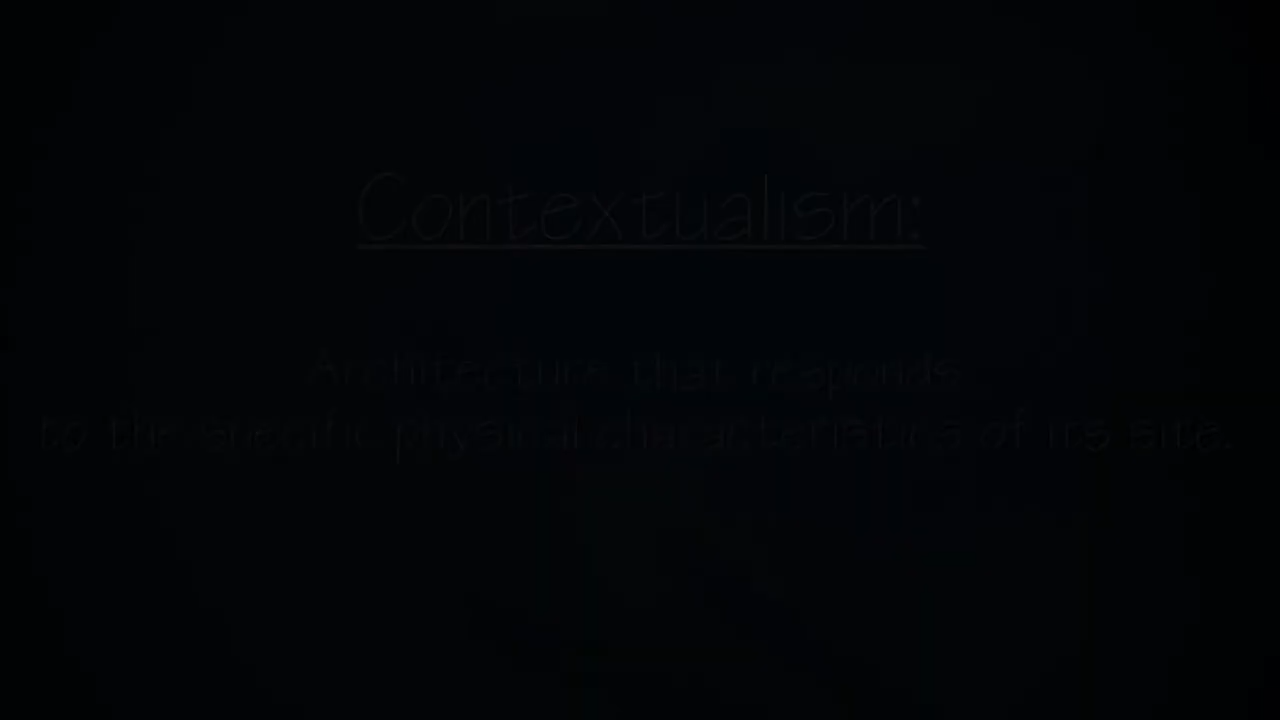 Contextualism:
Architecture that responds
to the specific physical characteristics of its site.